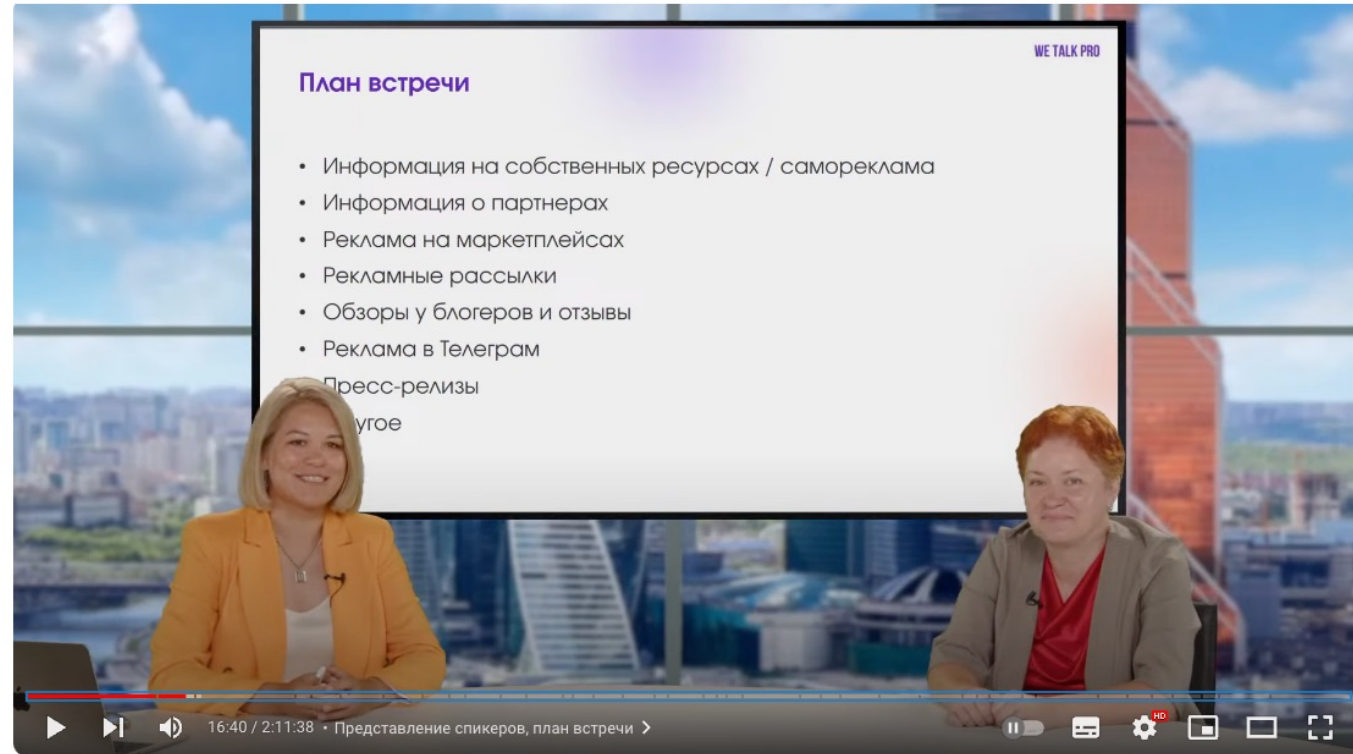 WE TALK PRO
План встречи
• Информация на собственных ресурсах / самореклама
• Информация о партнерах
• Реклама на маркетплейсах
• Рекламные рассылки
• Обзоры у блогеров и отзывы
• Реклама в Телеграм
Пресс-релизы
угое
16:40 / 2:11:38 • Представление спикеров, план встречи
HD